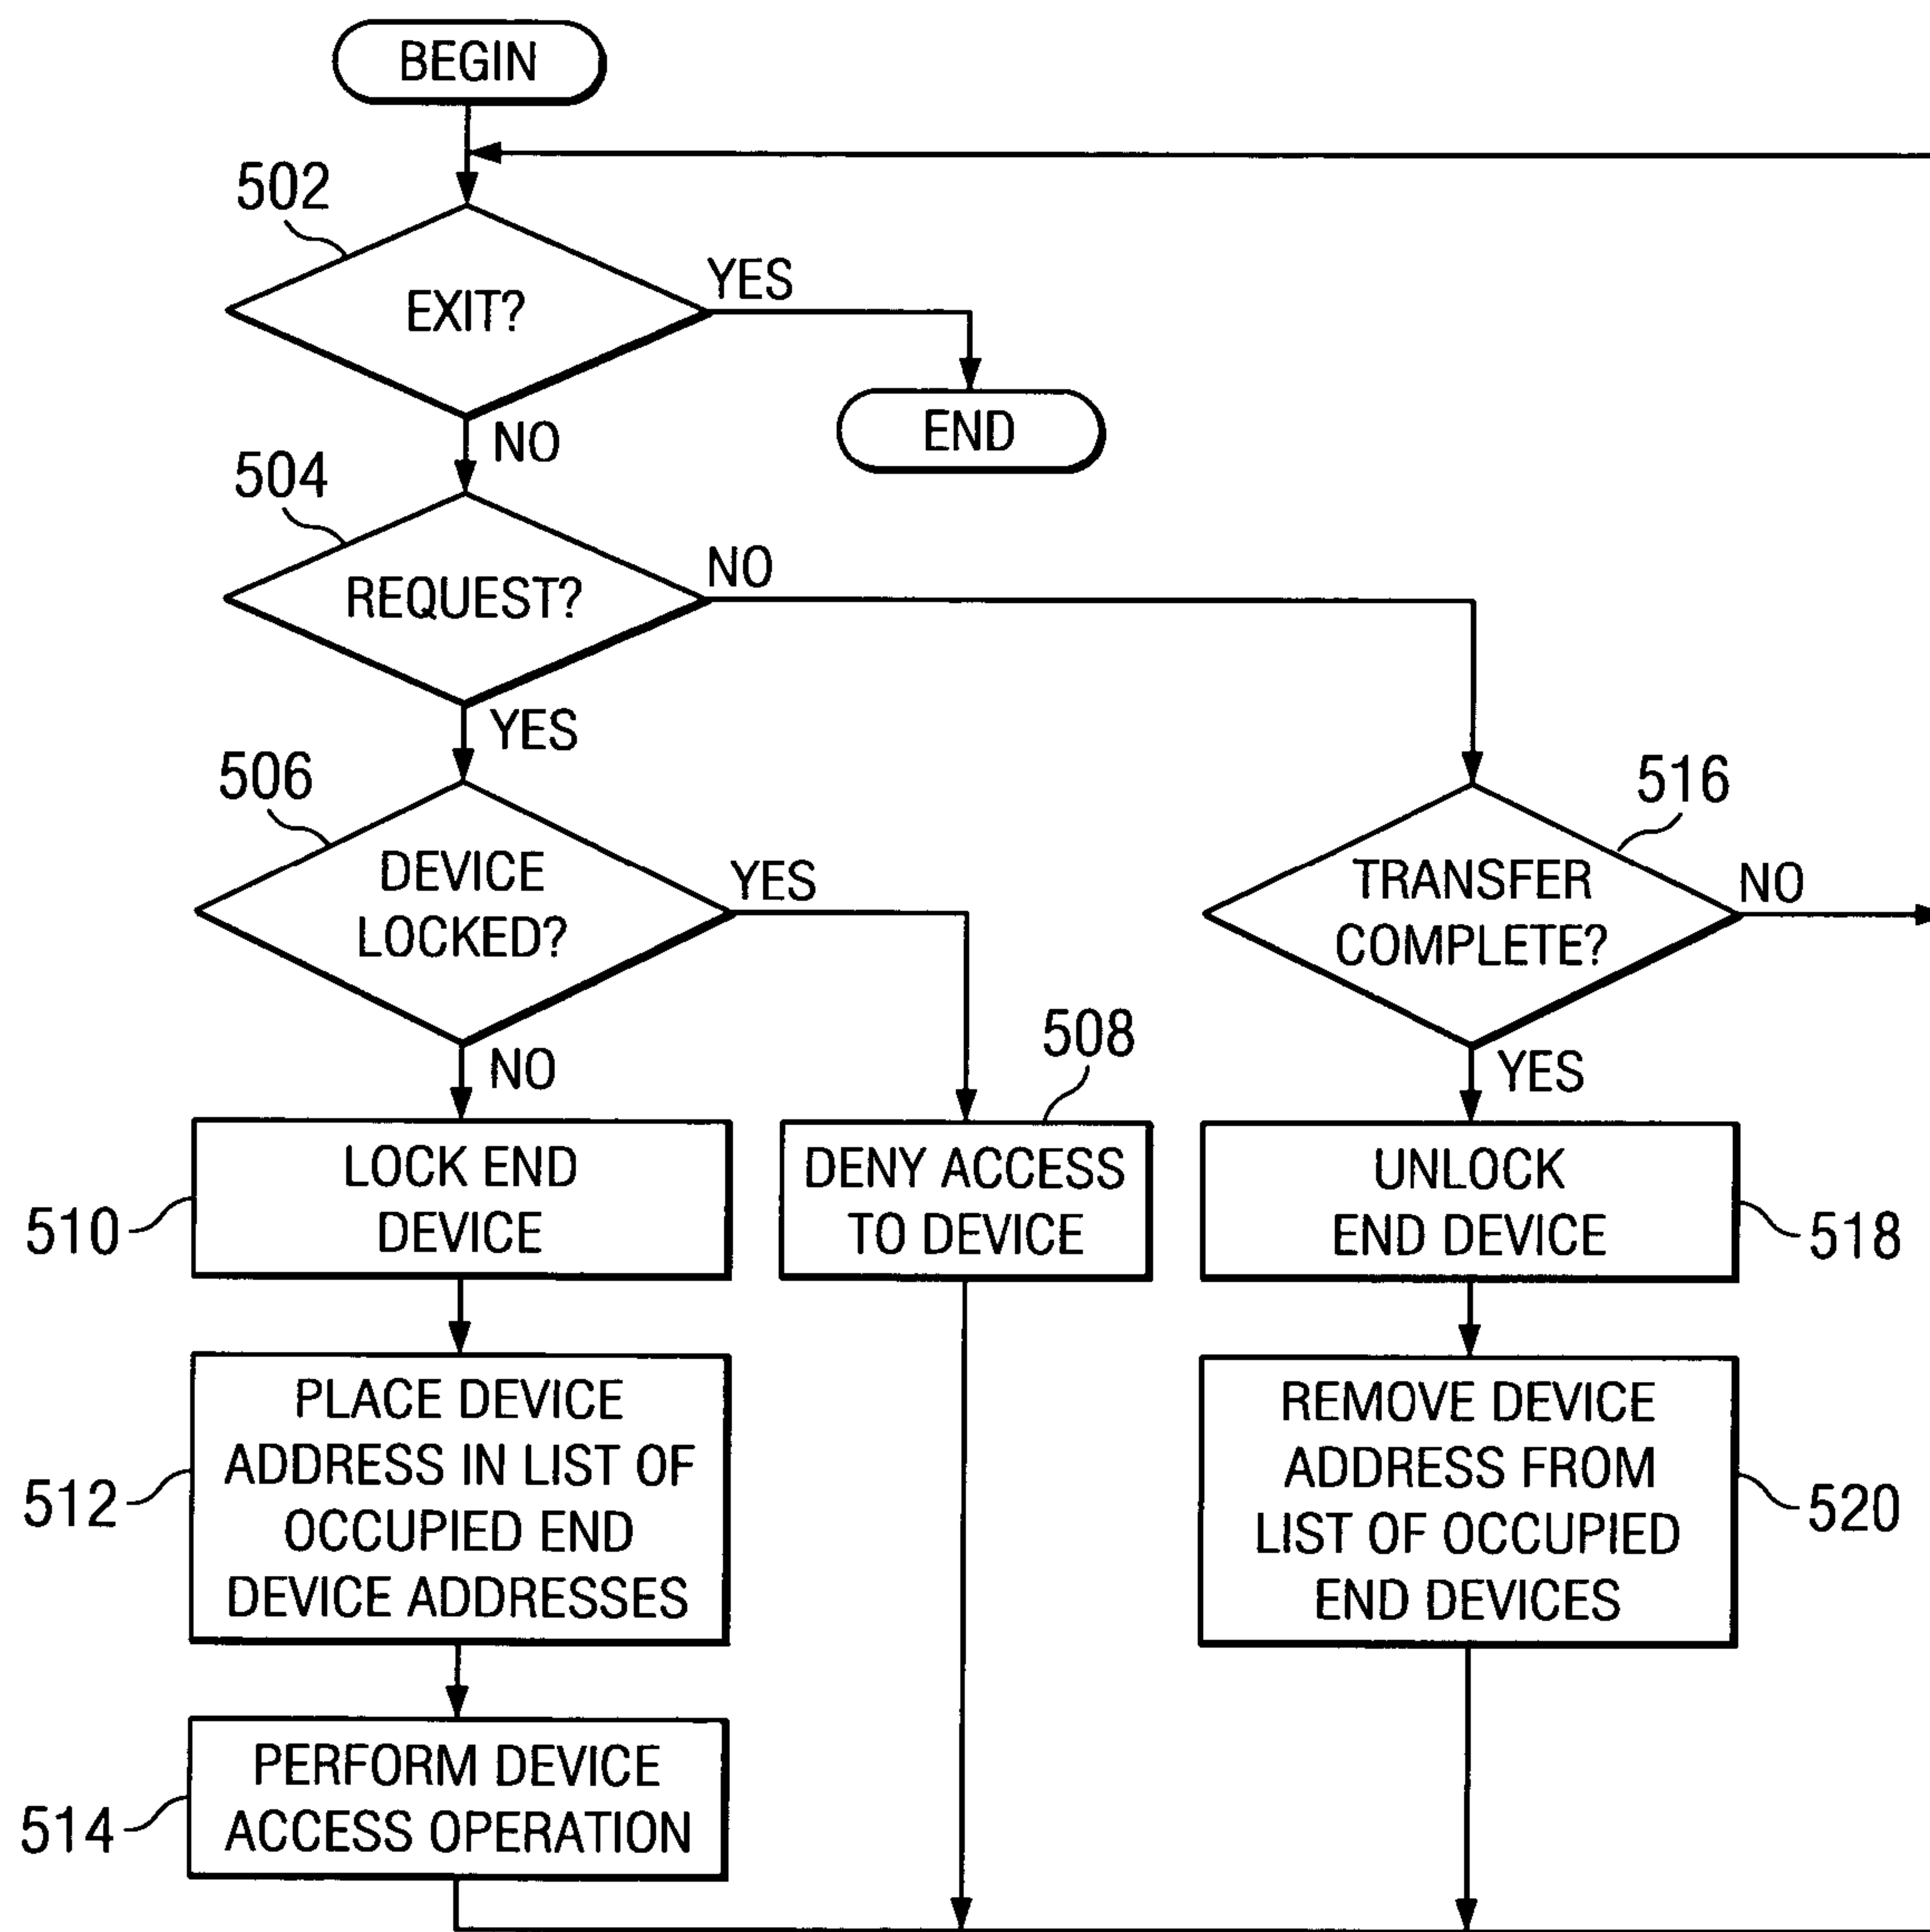 BEGIN
502
EXIT?
YES
END
NO
504
REQUEST?
NO
YES
506
DEVICE
LOCKED?
YES
516
TRANSFER
COMPLETE?
NO
NO
508
YES
510
LOCK END
DEVICE
DENY ACCESS
TO DEVICE
UNLOCK
END DEVICE
518
512
PLACE DEVICE
ADDRESS IN LIST OF
OCCUPIED END
DEVICE ADDRESSES
REMOVE DEVICE
ADDRESS FROM
LIST OF OCCUPIED
END DEVICES
520
514
PERFORM DEVICE
ACCESS OPERATION